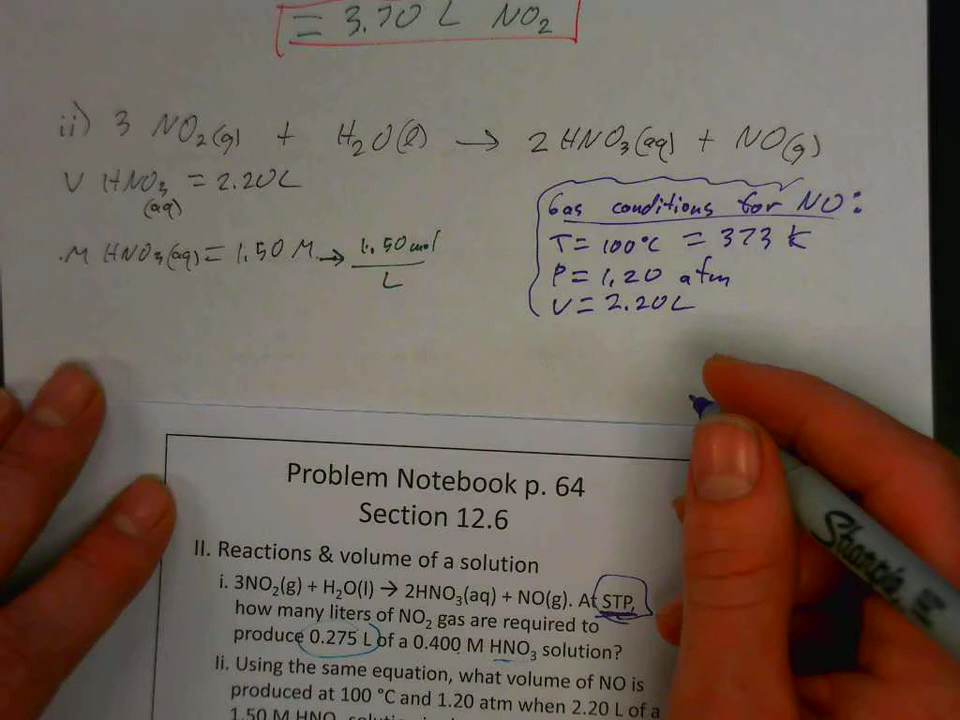 = 3.70 L NO₂
ii) 3 NO₂(g) + H₂O(l) → 2 HNO₃(aq) + NO(g)
V HNO₃(aq) = 2.20L
M HNO₃(aq) = 1.50 M → 1.50 mol / L
Gas conditions for NO:
T = 100°C = 373 K
P = 1.20 atm
V = 2.20L
Problem Notebook p. 64
Section 12.6
II. Reactions & volume of a solution
i. 3NO₂(g) + H₂O(l) → 2HNO₃(aq) + NO(g). At STP,
how many liters of NO₂ gas are required to
produce 0.275 L of a 0.400 M HNO₃ solution?
Ii. Using the same equation, what volume of NO is
produced at 100 °C and 1.20 atm when 2.20 L of a
1.50 M HNO₃
Sharpie